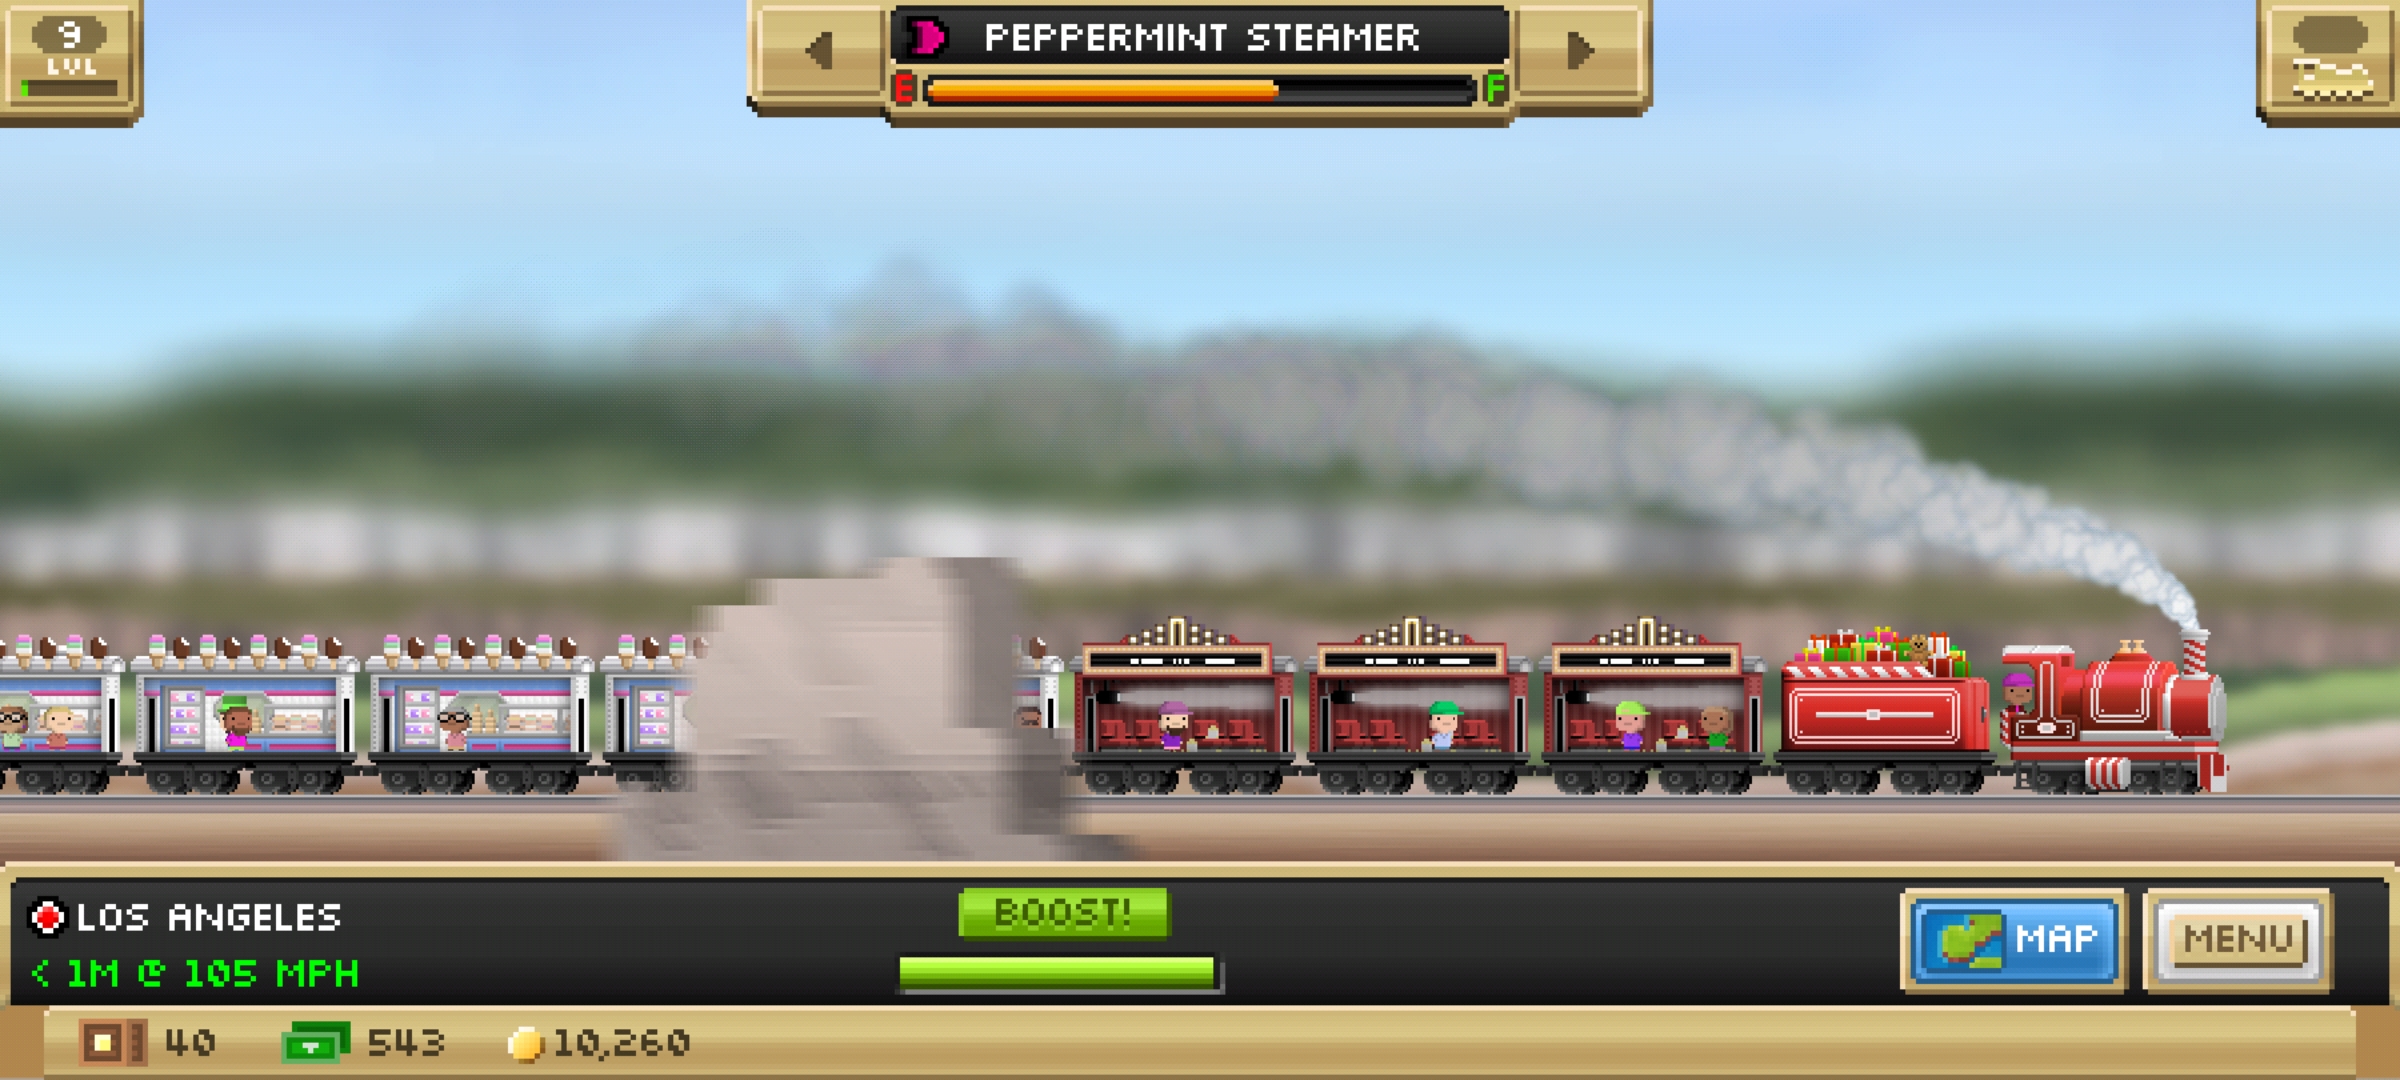 9
LVL
PEPPERMINT STEAMER
E F
LOS ANGELES
< 1M @ 105 MPH
BOOST!
MAP
MENU
40
543
10,260